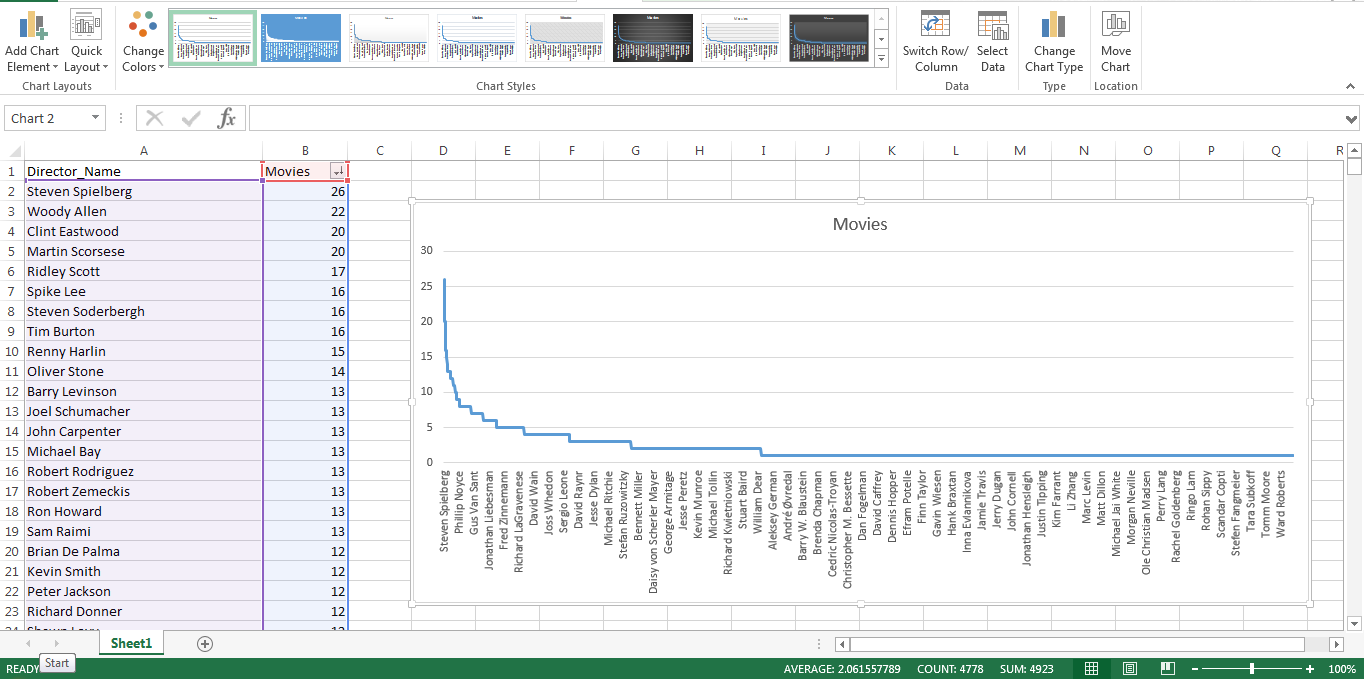 Add Chart Element
Quick Layout
Change Colors
Switch Row/ Column
Select Data
Change Chart Type
Move Chart
Chart Layouts
Chart Styles
Data
Type
Location
Chart 2
fx
A B C D E F G H I J K L M N O P Q R
1 Director_Name Movies
2 Steven Spielberg 26
3 Woody Allen 22
4 Clint Eastwood 20
5 Martin Scorsese 20
6 Ridley Scott 17
7 Spike Lee 16
8 Steven Soderbergh 16
9 Tim Burton 16
10 Renny Harlin 15
11 Oliver Stone 14
12 Barry Levinson 13
13 Joel Schumacher 13
14 John Carpenter 13
15 Michael Bay 13
16 Robert Rodriguez 13
17 Robert Zemeckis 13
18 Ron Howard 13
19 Sam Raimi 13
20 Brian De Palma 12
21 Kevin Smith 12
22 Peter Jackson 12
23 Richard Donner 12
Movies
30
25
20
15
10
5
0
Steven Spielberg
Phillip Noyce
Gus Van Sant
Jonathan Liebesman
Fred Zinnemann
Richard LaGravenese
David Wain
Joss Whedon
Sergio Leone
David Raynr
Jesse Dylan
Michael Ritchie
Stefan Ruzowitzky
Bennett Miller
Daisy von Scherler Mayer
George Armitage
Jesse Peretz
Kevin Munroe
Michael Tollin
Richard Kwietniowski
Stuart Baird
William Dear
Aleksey German
André Øvredal
Barry W. Blaustein
Brenda Chapman
Cedric Nicolas-Troyan
Christopher M. Bessette
Dan Fogelman
David Caffrey
Dennis Hopper
Efram Potelle
Finn Taylor
Gavin Wiesen
Hank Braxtan
Inna Evlannikova
Jamie Travis
Jerry Dugan
John Cornell
Jonathan Hensleigh
Justin Tipping
Kim Farrant
Li Zhang
Marc Levin
Matt Dillon
Michael Jai White
Morgan Neville
Ole Christian Madsen
Perry Lang
Rachel Goldenberg
Ringo Lam
Rohan Sippy
Scandar Copti
Steffen Fangmeier
Tara Subkoff
Tomm Moore
Ward Roberts
Sheet1
Start
READY
AVERAGE: 2.061557789 COUNT: 4778 SUM: 4923
100%